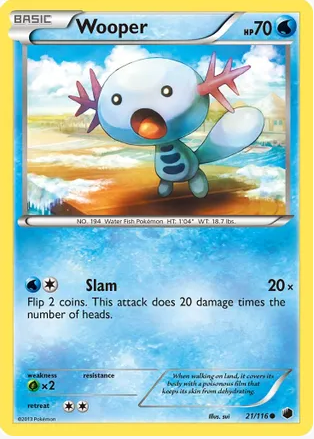 BASIC
Wooper
HP70
NO. 194 Water Fish Pokémon HT: 1'04" WT: 18.7 lbs.
Slam 20×
Flip 2 coins. This attack does 20 damage times the
number of heads.
weakness
×2
resistance
retreat
When walking on land, it covers its
body with a poisonous film that
keeps its skin from dehydrating.
©2013 Pokémon
Illus. sui
21/116